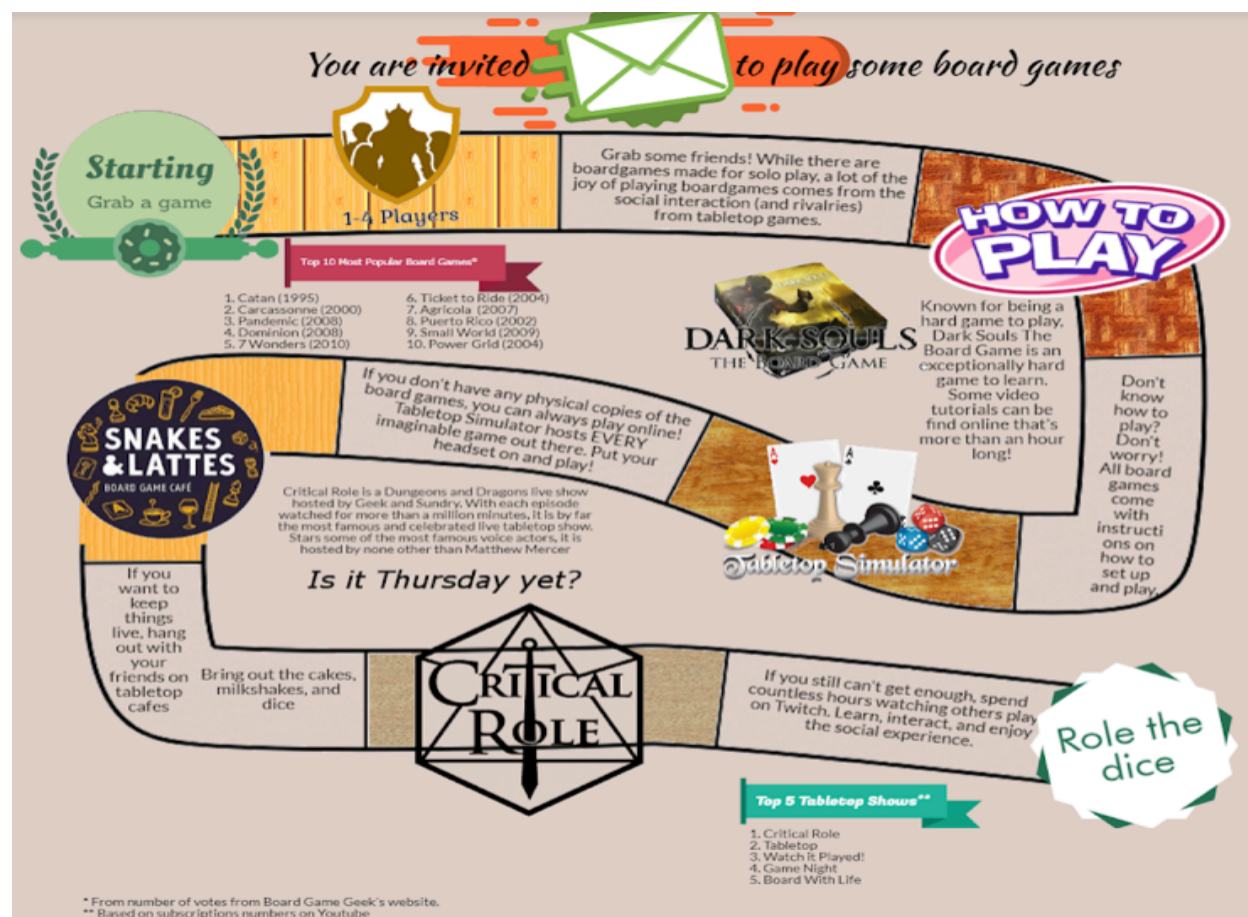 You are invited to play some board games
Starting
Grab a game
1-4 Players
Grab some friends! While there are
boardgames made for solo play, a lot of the
joy of playing boardgames comes from the
social interaction (and rivalries)
from tabletop games.
HOW TO
PLAY
Top 10 Most Popular Board Games*
1. Catan (1995)
2. Carcassonne (2000)
3. Pandemic (2008)
4. Dominion (2008)
5. 7 Wonders (2010)
6. Ticket to Ride (2004)
7. Agricola (2007)
8. Puerto Rico (2002)
9. Small World (2009)
10. Power Grid (2004)
DARK SOULS
THE BOARD GAME
Known for being a
hard game to play,
Dark Souls The
Board Game is an
exceptionally hard
game to learn.
Some video
tutorials can be
find online that's
more than an hour
long!
Don't
know
how to
play?
Don't
worry!
All board
games
come
with
instructi
ons on
how to
set up
and play.
Tabletop Simulator
If you don't have any physical copies of the
board games, you can always play online!
Tabletop Simulator hosts EVERY
imaginable game out there. Put your
headset on and play!
SNAKES
& LATTES
BOARD GAME CAFÉ
If you
want to
keep
things
live, hang
out with
your
friends on
tabletop
cafes
Bring out the cakes,
milkshakes, and
dice
Critical Role is a Dungeons and Dragons live show
hosted by Geek and Sundry. With each episode
watched for more than a million minutes, it is by far
the most famous and celebrated live tabletop show.
Stars some of the most famous voice actors, it is
hosted by none other than Matthew Mercer
Is it Thursday yet?
CRITICAL
ROLE
If you still can't get enough, spend
countless hours watching others play
on Twitch. Learn, interact, and enjoy
the social experience.
Role the
dice
Top 5 Tabletop Shows**
1. Critical Role
2. Tabletop
3. Watch it Played!
4. Game Night
5. Board With Life
* From number of votes from Board Game Geek's website.
** Based on subscriptions numbers on Youtube